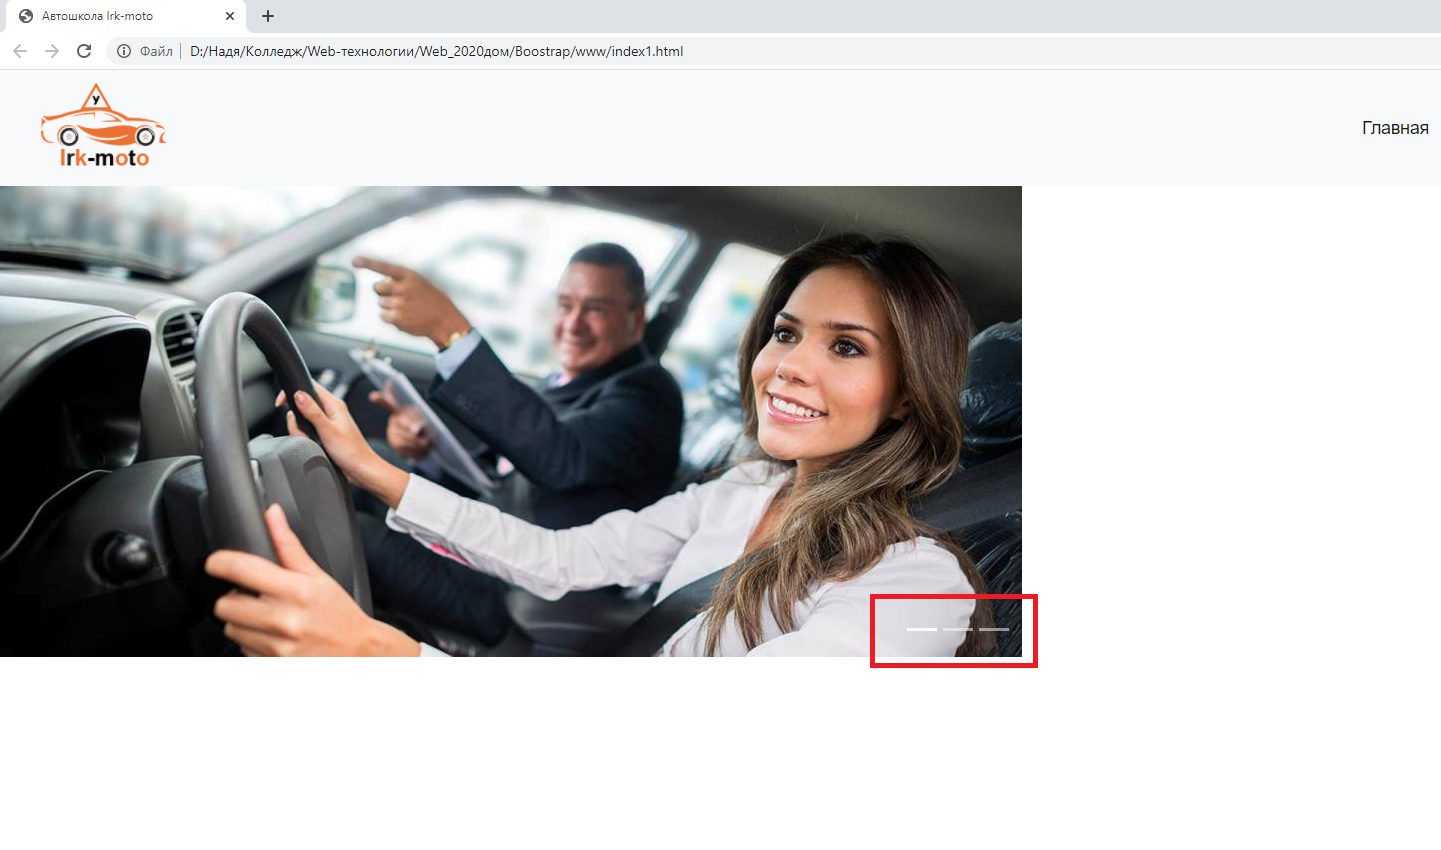 Автошкола Irk-moto
Файл D:/Надя/Колледж/Web-технологии/Web_2020дом/Boostrap/www/index1.html
У
Irk-moto
Главная